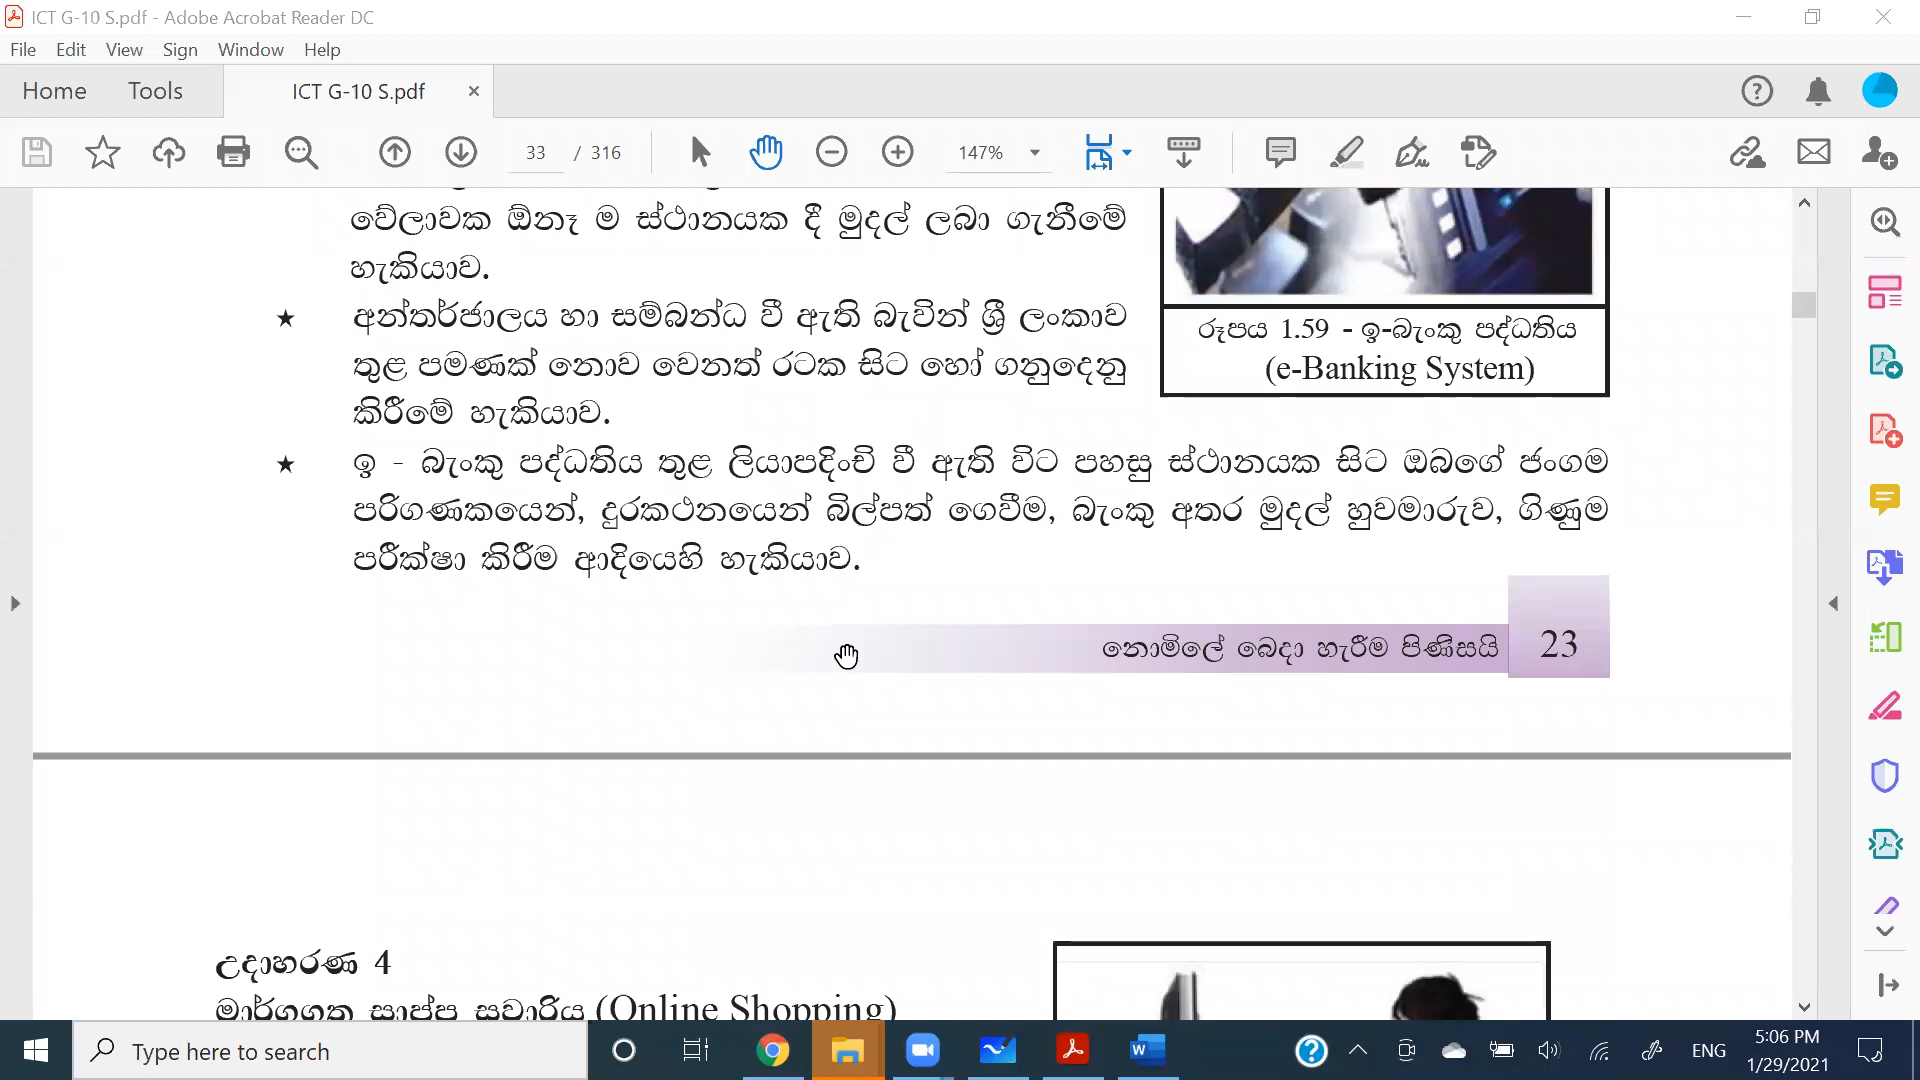 ICT G-10 S.pdf - Adobe Acrobat Reader DC
File Edit View Sign Window Help
Home Tools ICT G-10 S.pdf ×
33 / 316 147%
වේලාවක ඕනෑ ම ස්ථානයක දී මුදල් ලබා ගැනීමේ
හැකියාව.
★ අන්තර්ජාලය හා සම්බන්ධ වී ඇති බැවින් ශ්‍රී ලංකාව
තුළ පමණක් නොව වෙනත් රටක සිට හෝ ගනුදෙනු
කිරීමේ හැකියාව.
රූපය 1.59 - ඉ-බැංකු පද්ධතිය
(e-Banking System)
★ ඉ - බැංකු පද්ධතිය තුළ ලියාපදිංචි වී ඇති විට පහසු ස්ථානයක සිට ඔබගේ ජංගම
පරිගණකයෙන්, දුරකථනයෙන් බිල්පත් ගෙවීම, බැංකු අතර මුදල් හුවමාරුව, ගිණුම
පරීක්ෂා කිරීම ආදියෙහි හැකියාව.
නොමිලේ බෙදා හැරීම පිණිසයි 23
උදාහරණ 4
මාර්ගගත සාප්පු සවාරිය (Online Shopping)
Type here to search
ENG
5:06 PM
1/29/2021